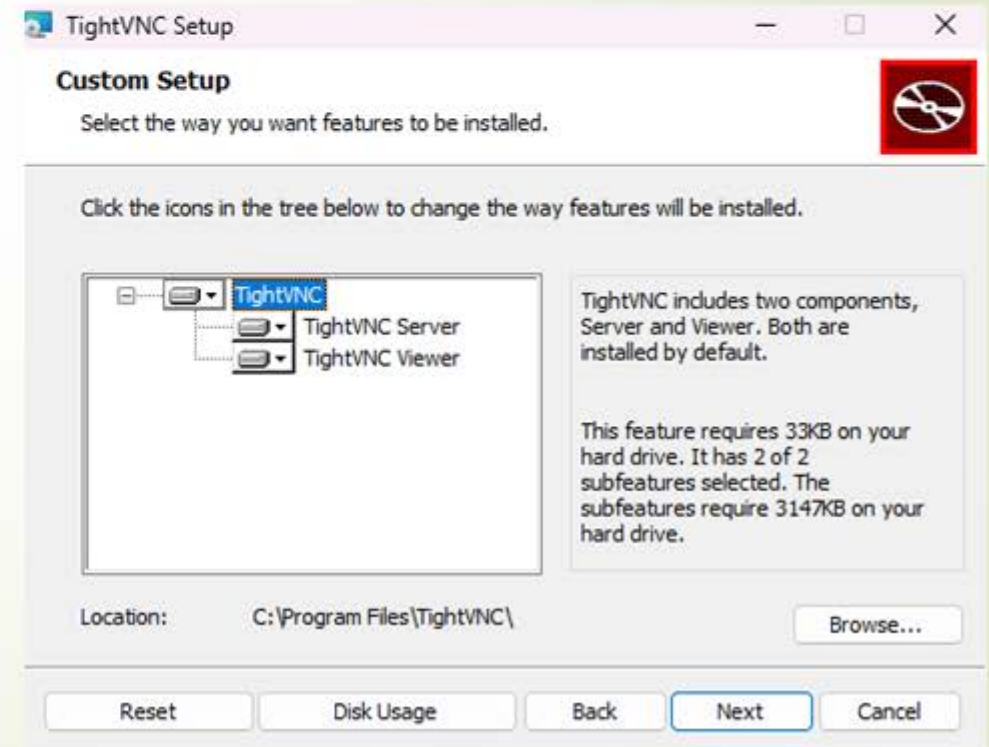 TightVNC Setup
Custom Setup
Select the way you want features to be installed.
Click the icons in the tree below to change the way features will be installed.
TightVNC
TightVNC Server
TightVNC Viewer
TightVNC includes two components,
Server and Viewer. Both are
installed by default.
This feature requires 33KB on your
hard drive. It has 2 of 2
subfeatures selected. The
subfeatures require 3147KB on your
hard drive.
Location: C:\Program Files\TightVNC\
Browse...
Reset Disk Usage Back Next Cancel